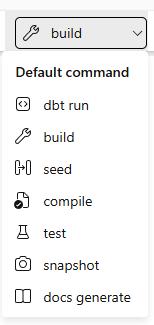 build
Default command
dbt run
build
seed
compile
test
snapshot
docs generate